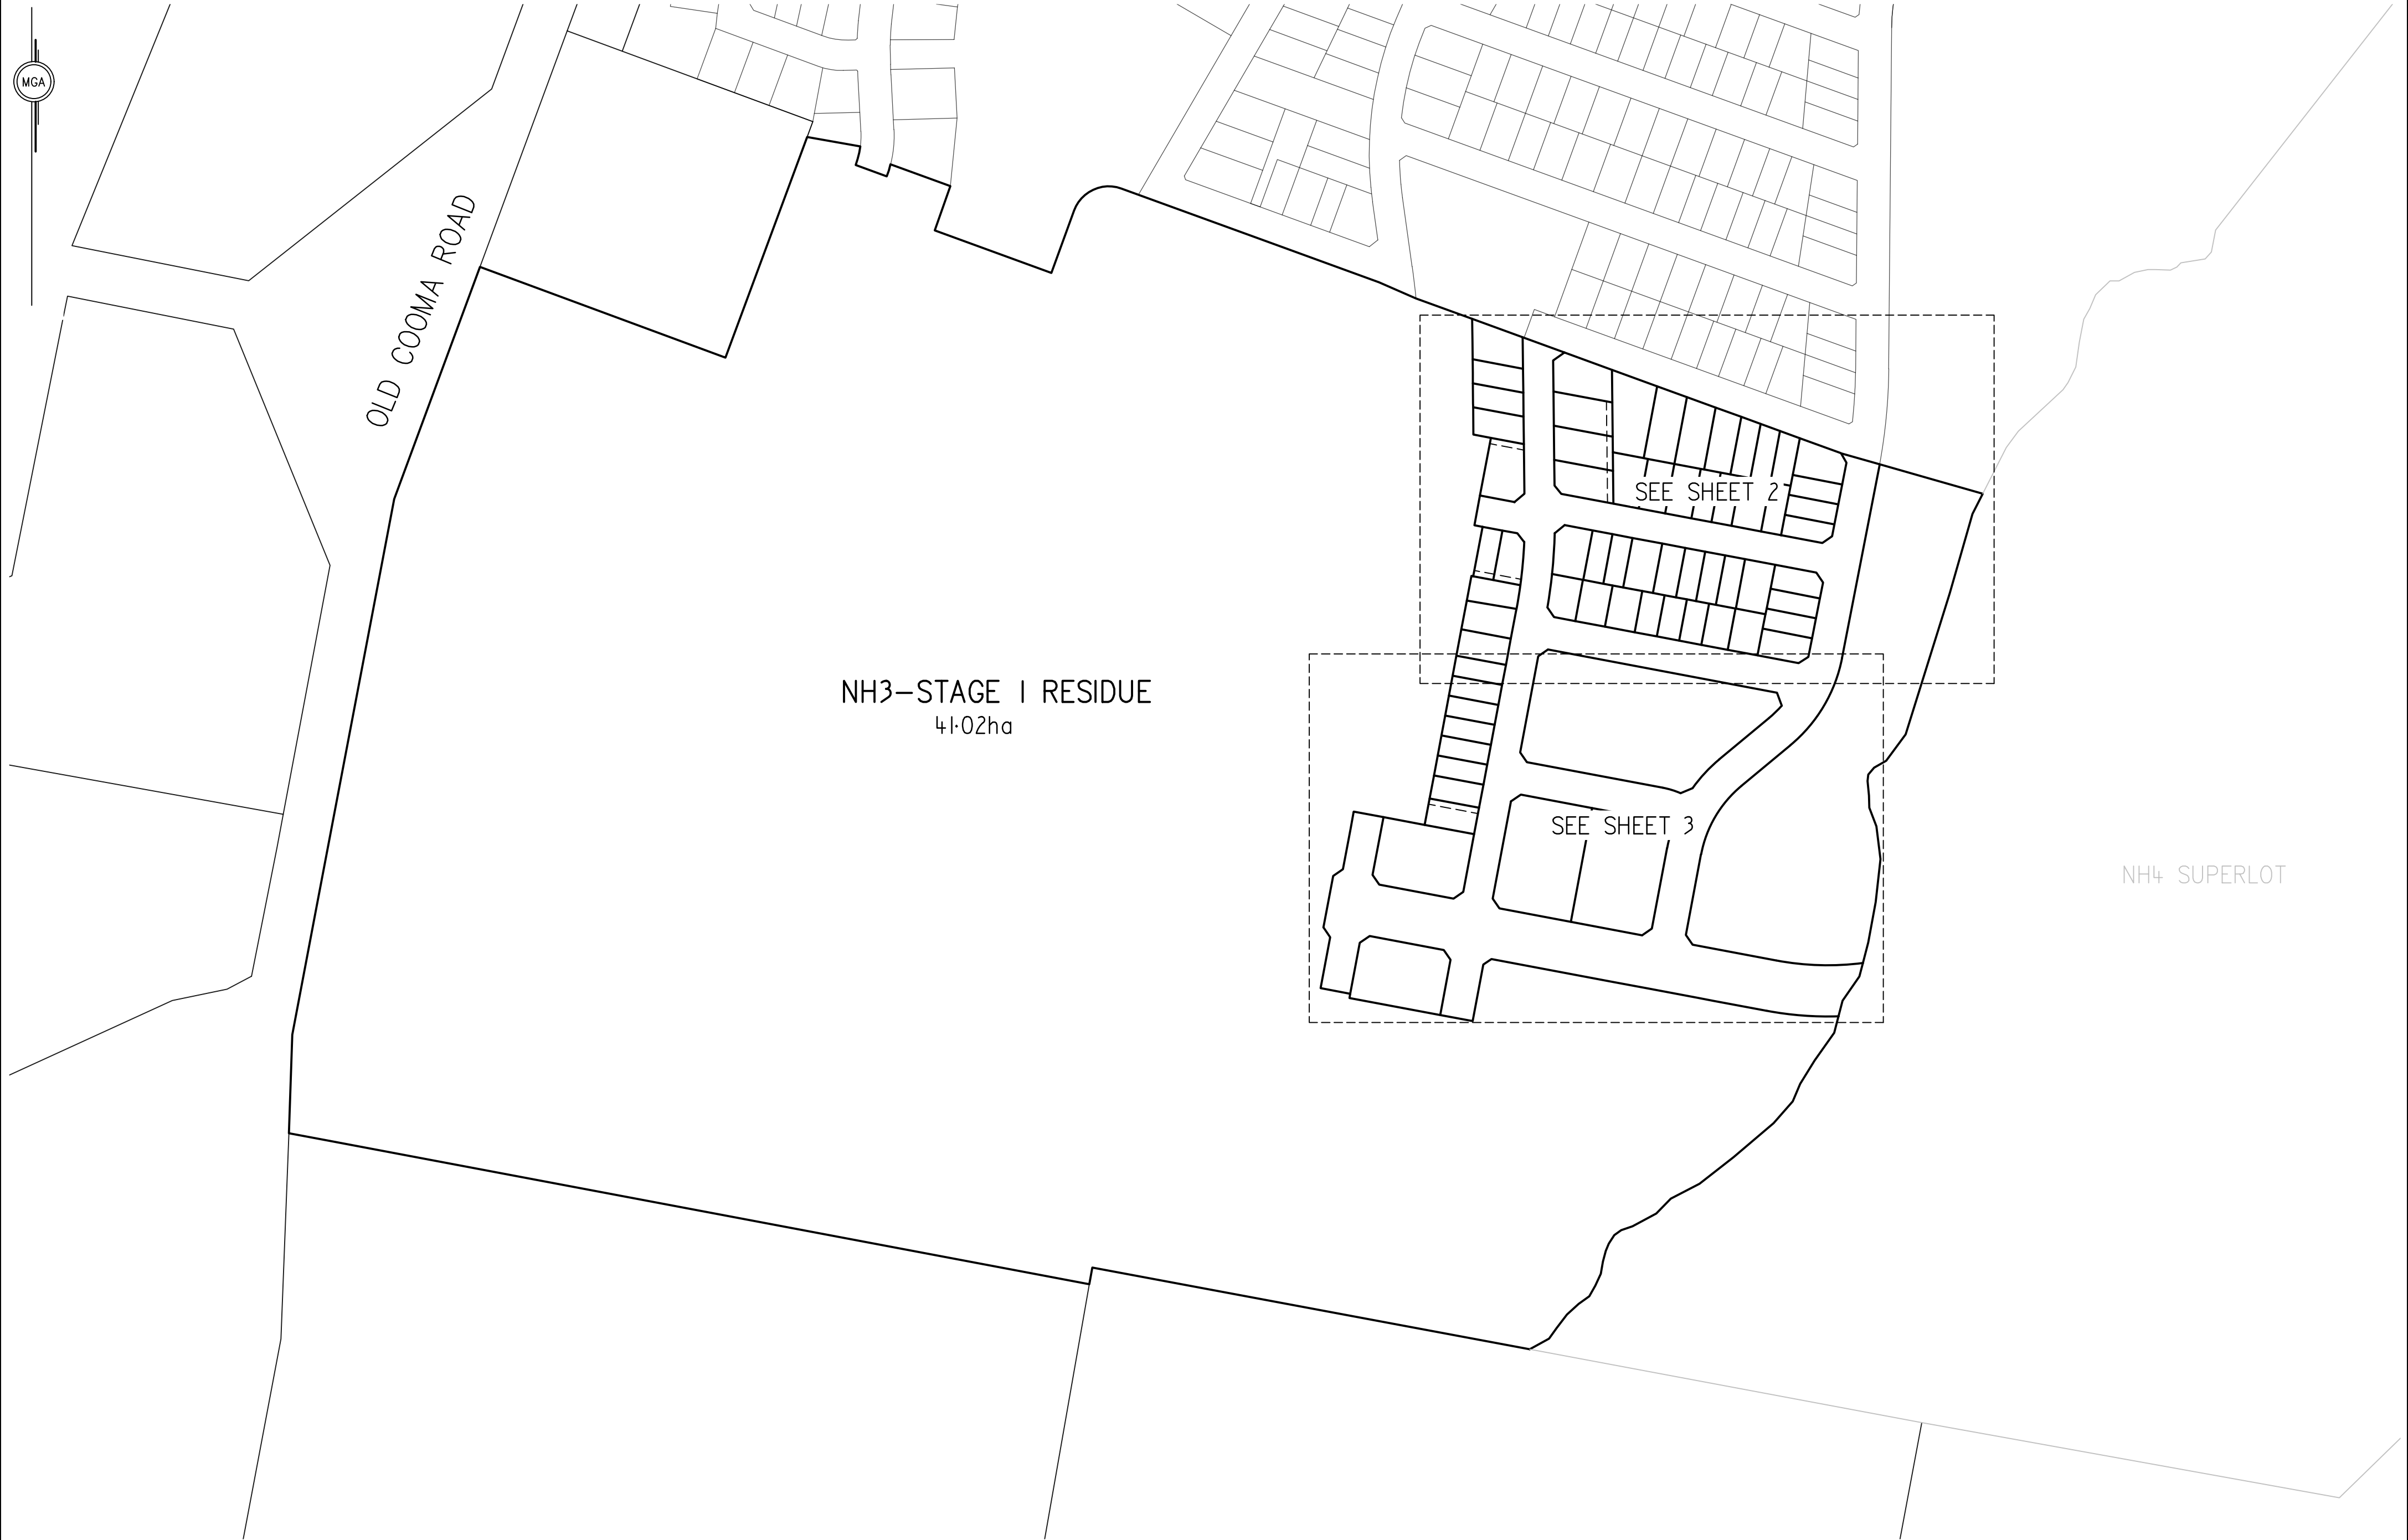 MGA
OLD COOMA ROAD
SEE SHEET 2
NH3-STAGE 1 RESIDUE
41·02ha
SEE SHEET 3
NH4 SUPERLOT